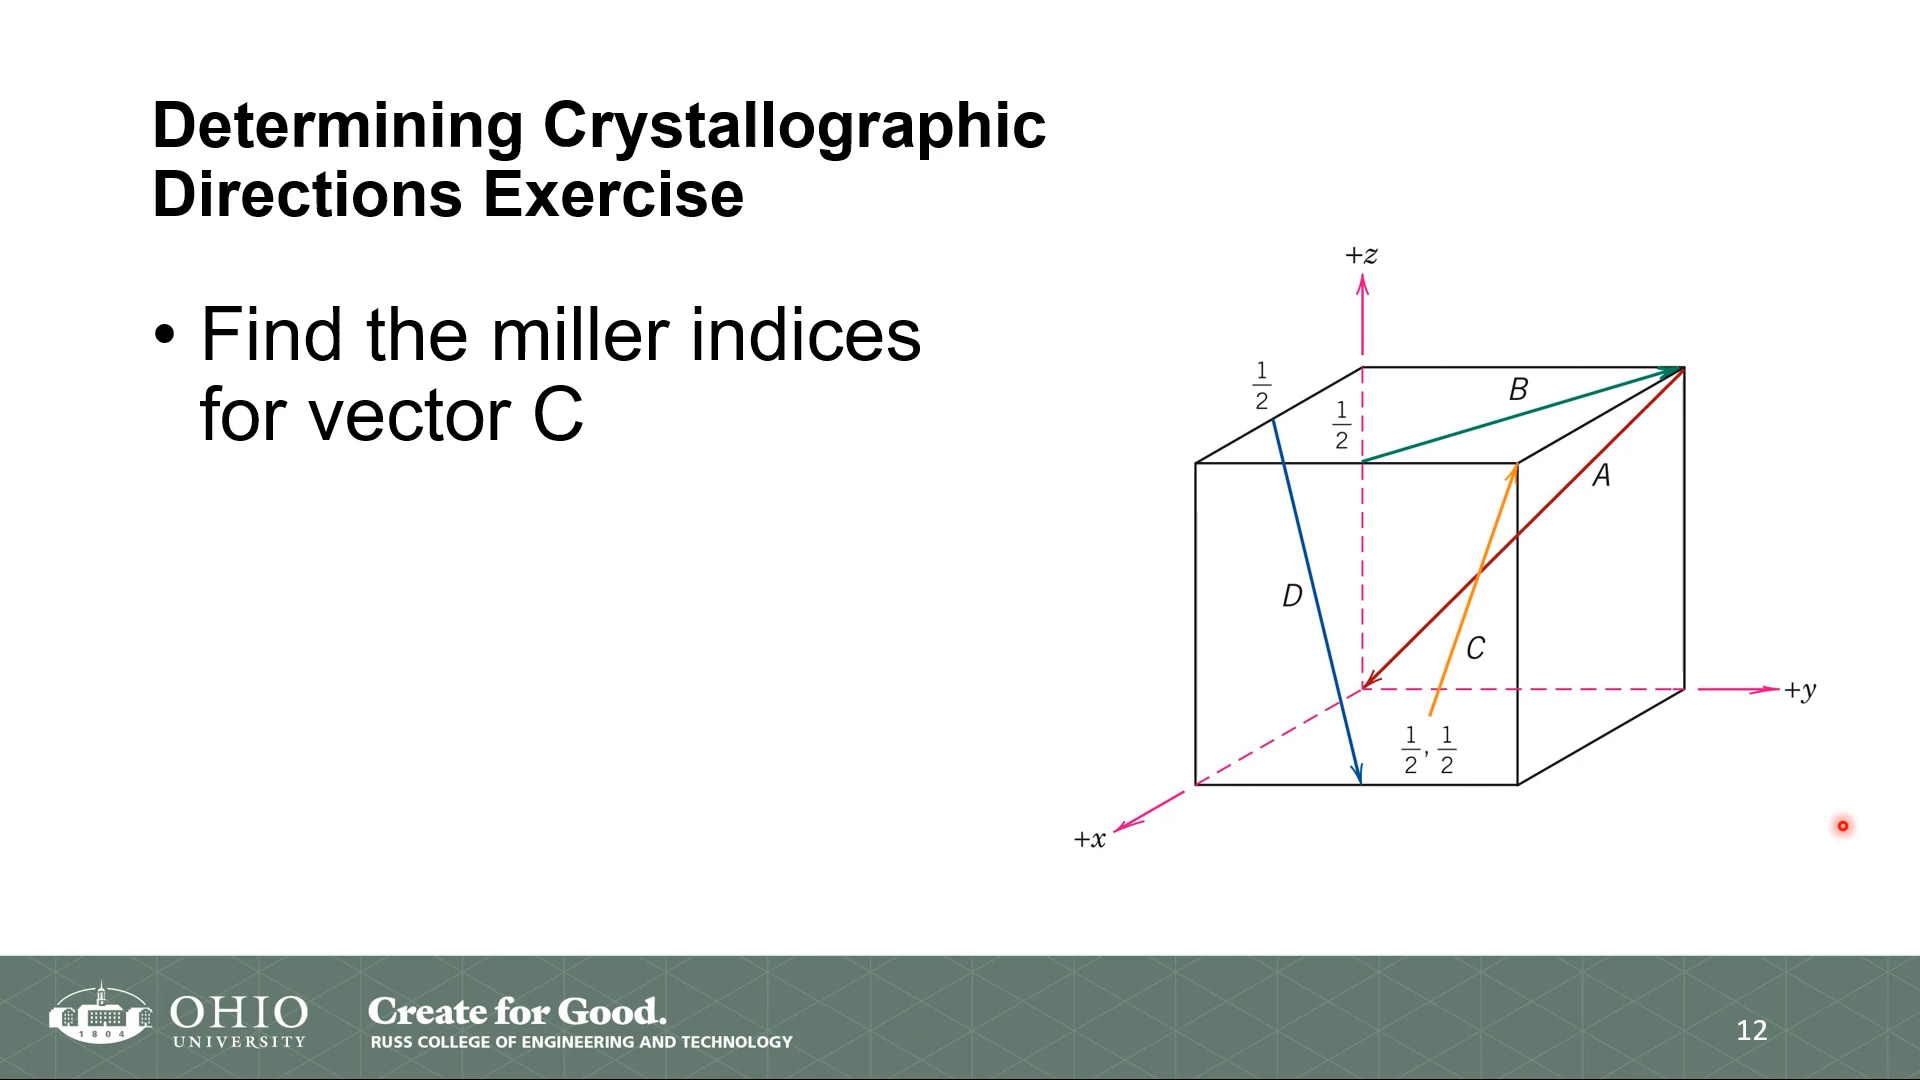 Determining Crystallographic
Directions Exercise
• Find the miller indices
for vector C
+z
1/2
1/2
B
A
D
C
+y
1/2, 1/2
+x
1804
OHIO
UNIVERSITY
Create for Good.
RUSS COLLEGE OF ENGINEERING AND TECHNOLOGY
12